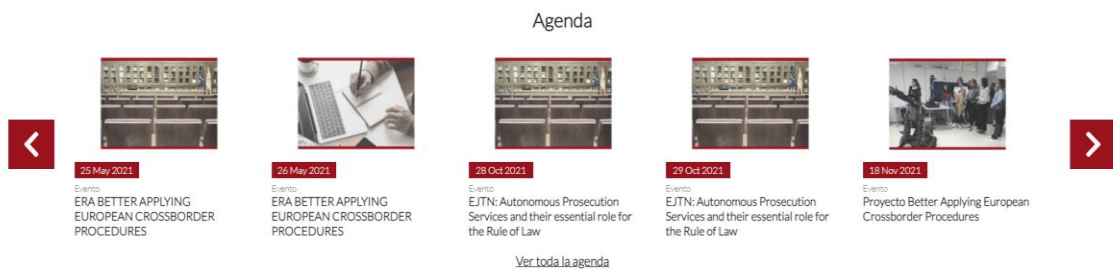 Agenda
25 May 2021
Evento
ERA BETTER APPLYING
EUROPEAN CROSSBORDER
PROCEDURES
26 May 2021
Evento
ERA BETTER APPLYING
EUROPEAN CROSSBORDER
PROCEDURES
28 Oct 2021
Evento
EJTN: Autonomous Prosecution
Services and their essential role for
the Rule of Law
29 Oct 2021
Evento
EJTN: Autonomous Prosecution
Services and their essential role for
the Rule of Law
18 Nov 2021
Evento
Proyecto Better Applying European
Crossborder Procedures
Ver toda la agenda